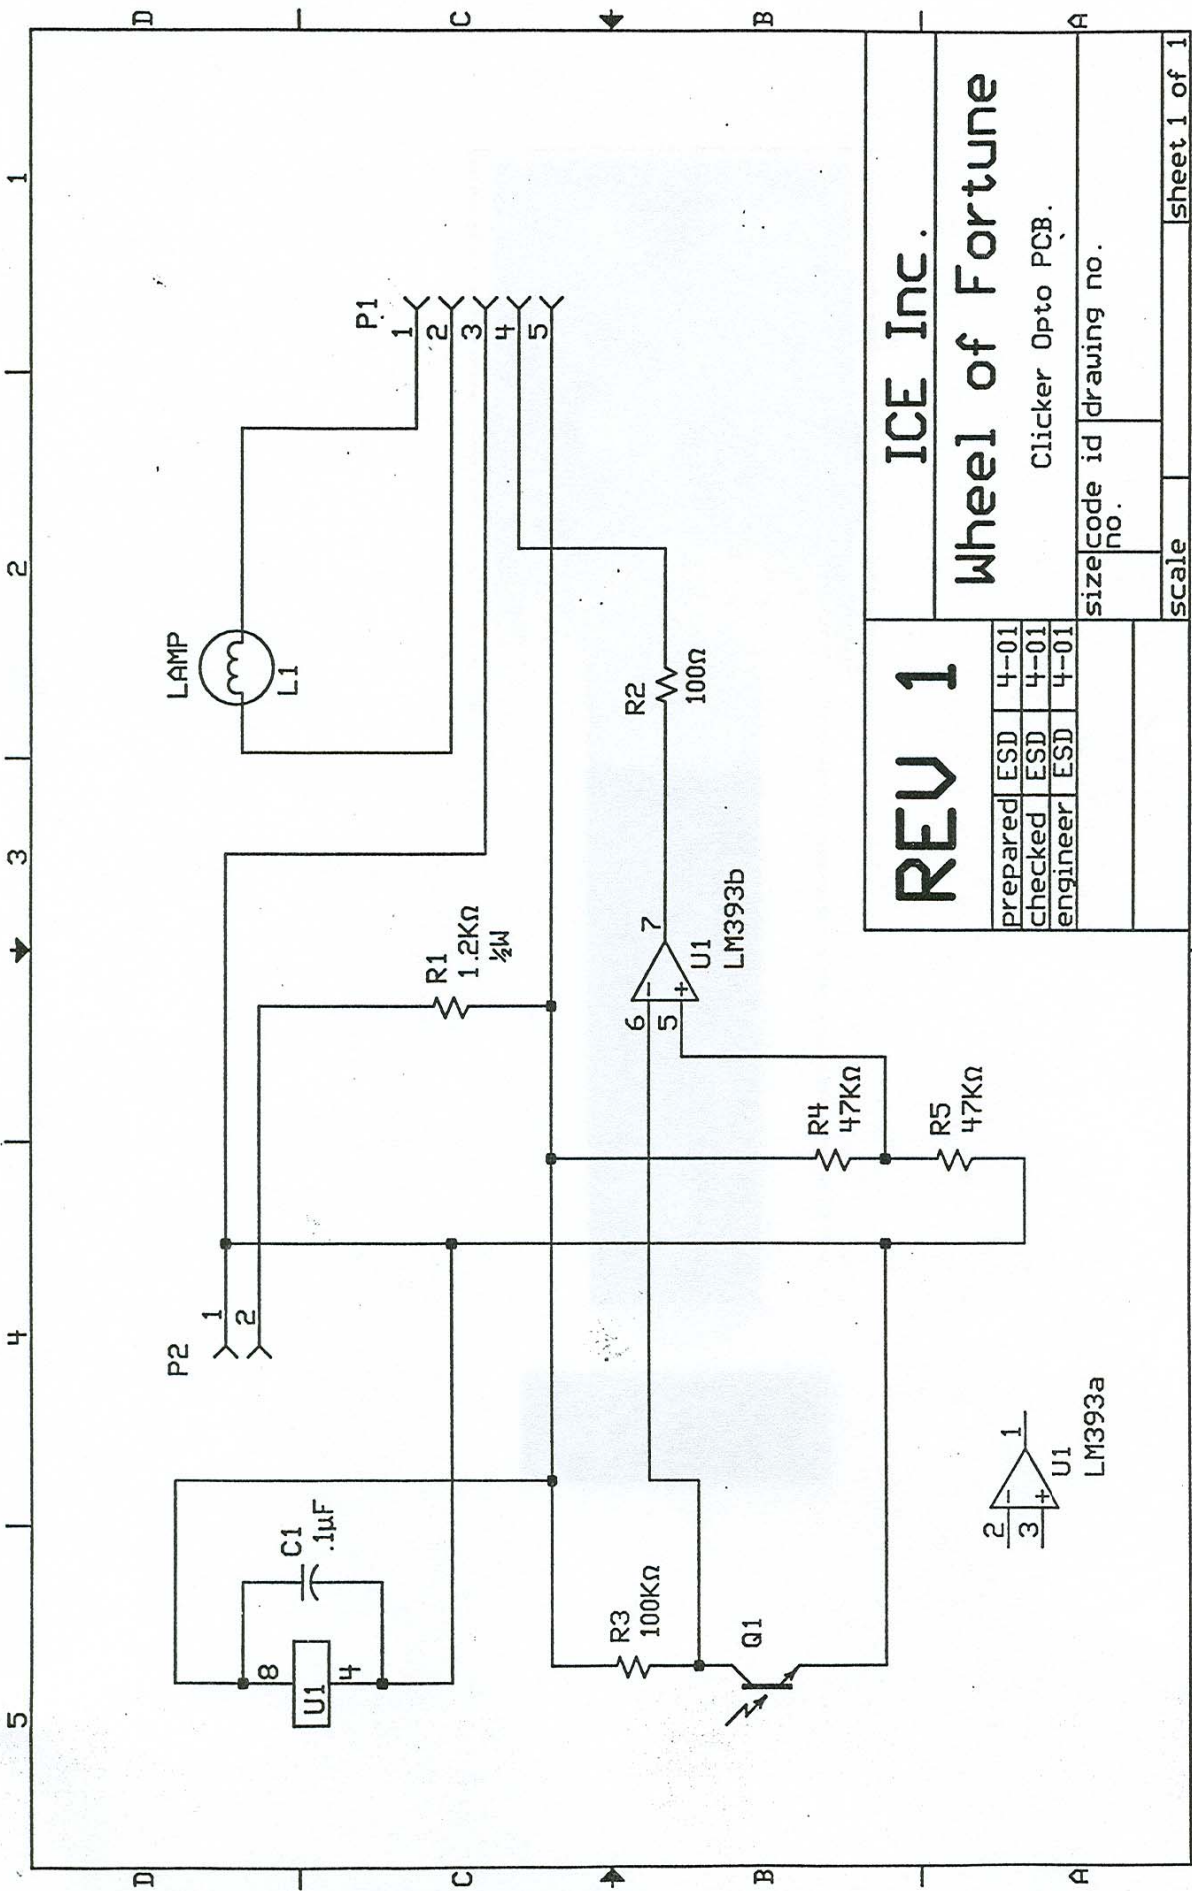 5
4
3
2
1
D
C
B
A
D
C
B
A
U1
8
4
C1
.1µF
P2
1
2
LAMP
L1
P1
1
2
3
4
5
R1
1.2KΩ
½W
R3
100KΩ
Q1
R4
47KΩ
R5
47KΩ
6
5
7
U1
LM393b
R2
100Ω
2
3
1
U1
LM393a
REV 1
prepared ESD 4-01
checked ESD 4-01
engineer ESD 4-01
ICE Inc.
Wheel of Fortune
Clicker Opto PCB.
size code id no. drawing no.
scale sheet 1 of 1